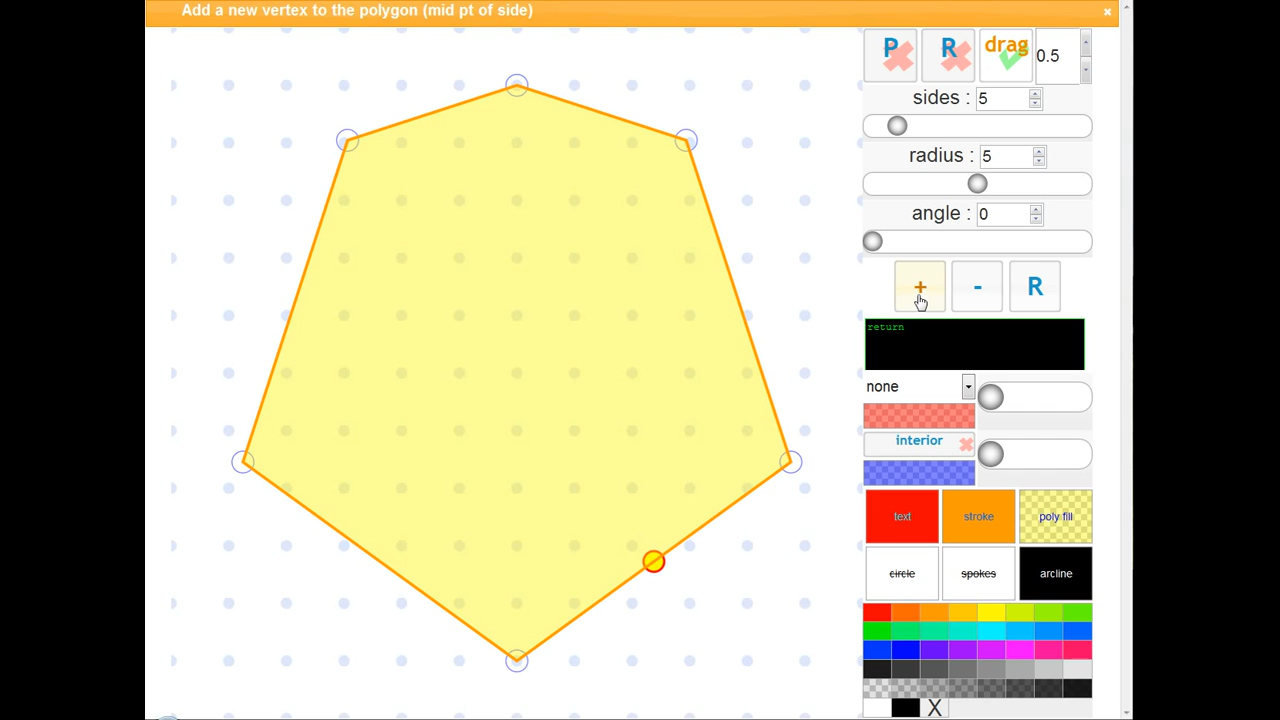 Add a new vertex to the polygon (mid pt of side)
×
P
R
drag
0.5
sides : 5
radius : 5
angle : 0
+
-
R
return
none
interior
text
stroke
poly fill
circle
spokes
arcline
X